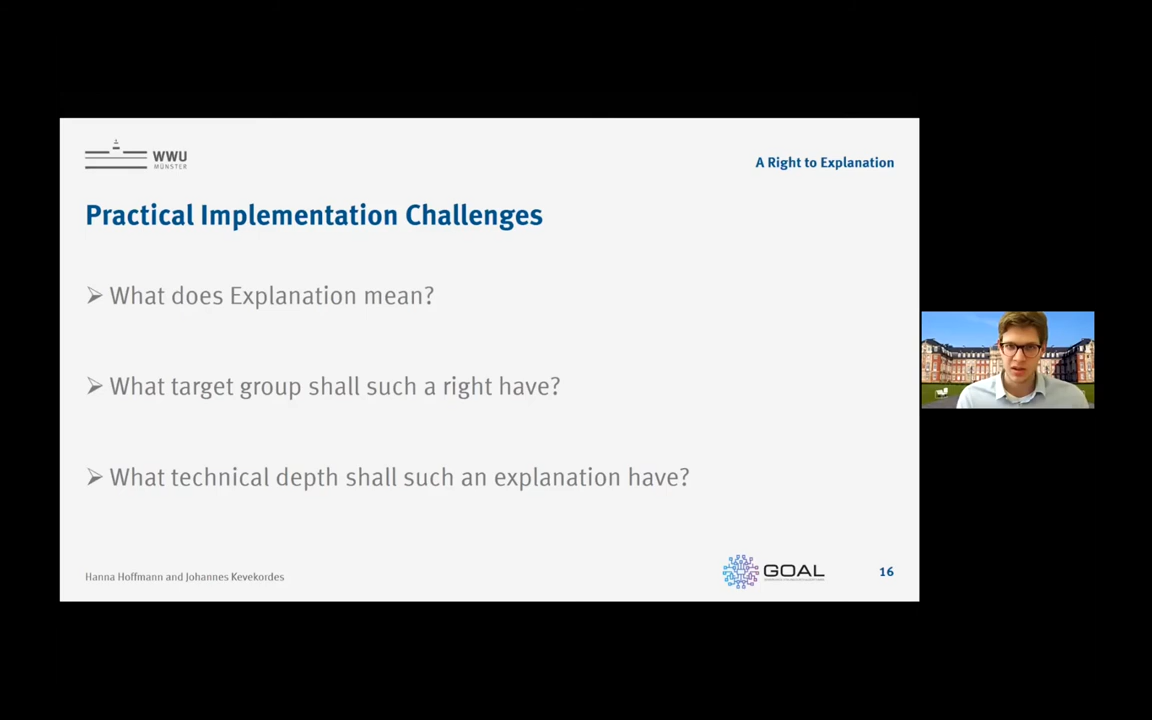 WWU
MÜNSTER
A Right to Explanation
Practical Implementation Challenges
What does Explanation mean?
What target group shall such a right have?
What technical depth shall such an explanation have?
Hanna Hoffmann and Johannes Kevekordes
GOAL
16